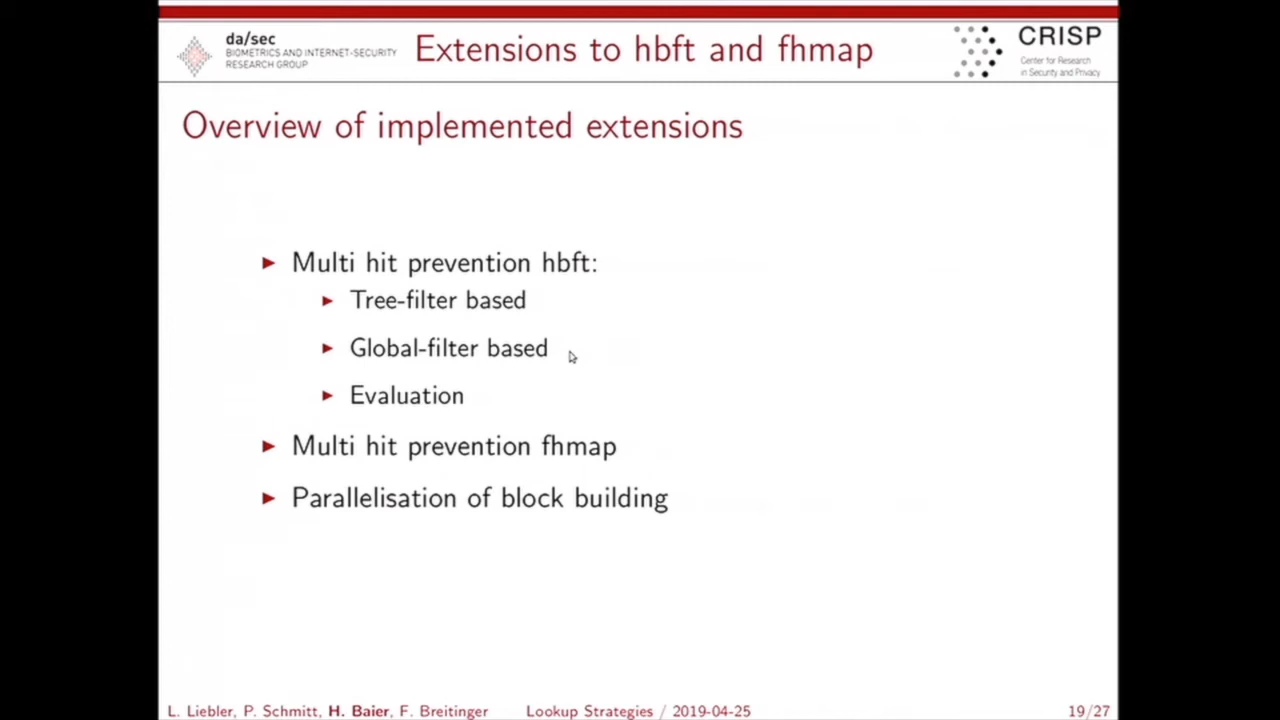 da/sec
BIOMETRICS AND INTERNET-SECURITY
RESEARCH GROUP
Extensions to hbft and fhmap
CRISP
Center for Research
in Security and Privacy
Overview of implemented extensions
Multi hit prevention hbft:
Tree-filter based
Global-filter based
Evaluation
Multi hit prevention fhmap
Parallelisation of block building
L. Liebler, P. Schmitt, H. Baier, F. Breitinger Lookup Strategies / 2019-04-25 19/27